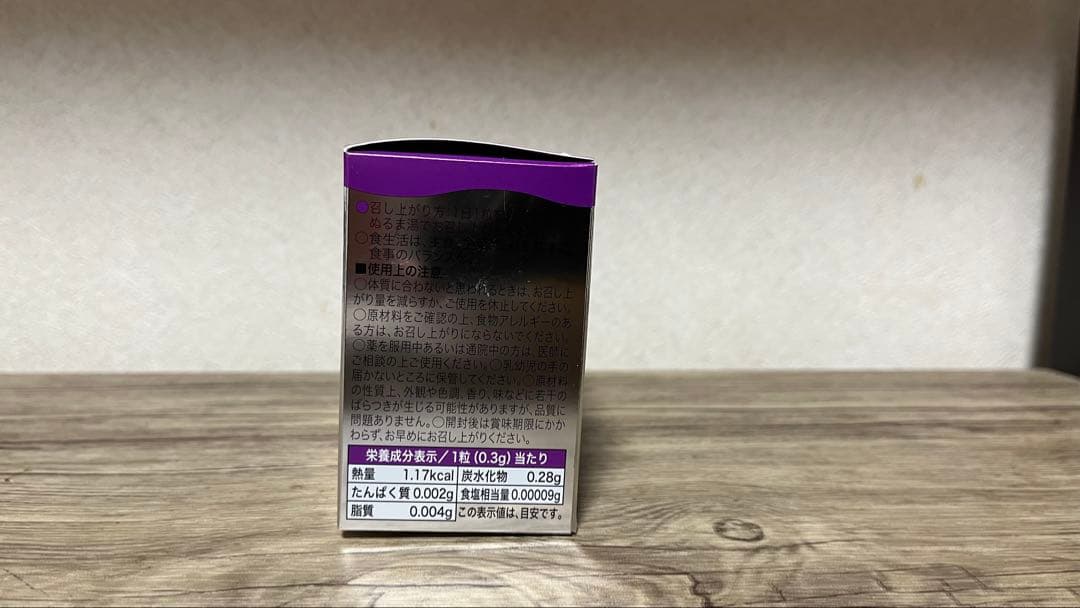 ●召し上がり方/1日1粒を
ぬるま湯でお召し
○食生活は、主食、
食事のバランスを
■使用上の注意
○体質に合わないと思われるときは、お召し上
がり量を減らすか、ご使用を休止してください。
○原材料をご確認の上、食物アレルギーのあ
る方は、お召し上がりにならないでください。
○薬を服用中あるいは通院中の方は、医師に
ご相談の上ご使用ください。○乳幼児の手の
届かないところに保管してください。○原材料
の性質上、外観や色調、香り、味などに若干の
ばらつきが生じる可能性がありますが、品質に
問題ありません。○開封後は賞味期限にかか
わらず、お早めにお召し上がりください。
栄養成分表示/1粒(0.3g)当たり
熱量 1.17kcal 炭水化物 0.28g
たんぱく質 0.002g 食塩相当量 0.00009g
脂質 0.004g この表示値は、目安です。